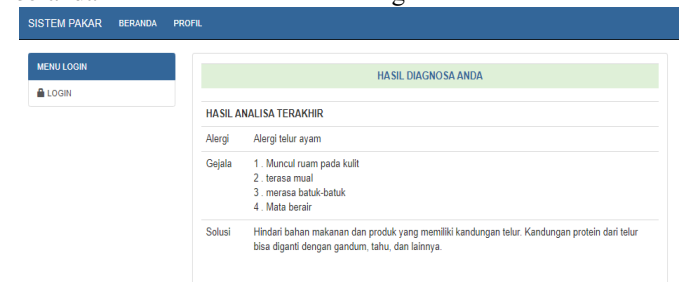 SISTEM PAKAR BERANDA PROFIL
MENU LOGIN
LOGIN
HASIL DIAGNOSA ANDA
HASIL ANALISA TERAKHIR
Alergi Alergi telur ayam
Gejala 1 . Muncul ruam pada kulit
2 . terasa mual
3 . merasa batuk-batuk
4 . Mata berair
Solusi Hindari bahan makanan dan produk yang memiliki kandungan telur. Kandungan protein dari telur
bisa diganti dengan gandum, tahu, dan lainnya.